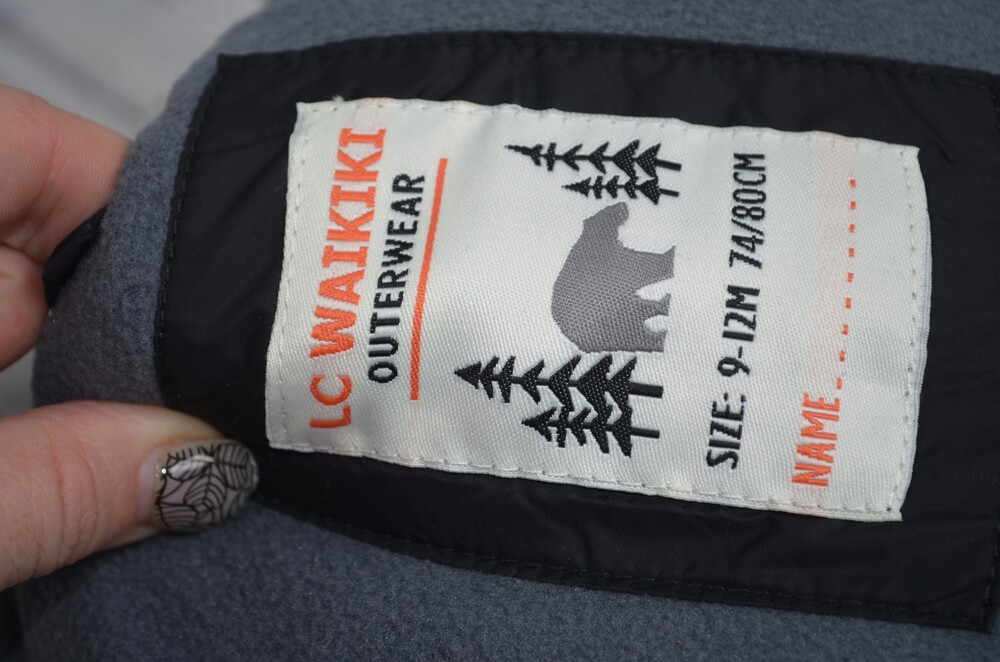 LC WAIKIKI
OUTERWEAR
SIZE: 9-12M 74/80CM
NAME........